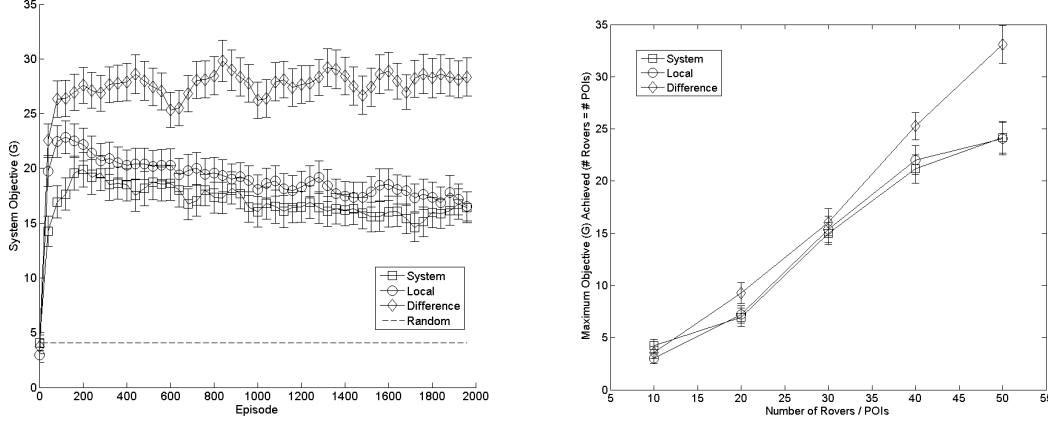 35
30
25
20
15
10
5
0
System Objective (G)
0 200 400 600 800 1000 1200 1400 1600 1800 2000
Episode
System
Local
Difference
Random
35
30
25
20
15
10
5
0
Maximum Objective (G) Achieved (# Rovers = # POIs)
5 10 15 20 25 30 35 40 45 50 55
Number of Rovers / POIs
System
Local
Difference